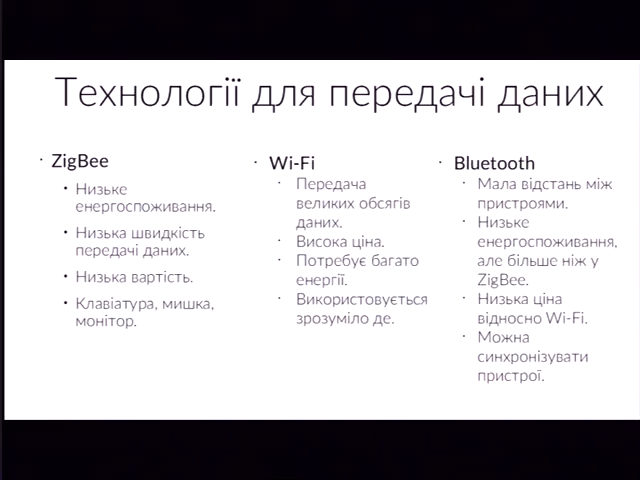 Технології для передачі даних
ZigBee
Низьке
енергоспоживання.
Низька швидкість
передачі даних.
Низька вартість.
Клавіатура, мишка,
монітор.
Wi-Fi
Передача
великих обсягів
даних.
Висока ціна.
Потребує багато
енергії.
Використовується
зрозуміло де.
Bluetooth
Мала відстань між
пристроями.
Низьке
енергоспоживання,
але більше ніж у
ZigBee.
Низька ціна
відносно Wi-Fi.
Можна
синхронізувати
пристрої.